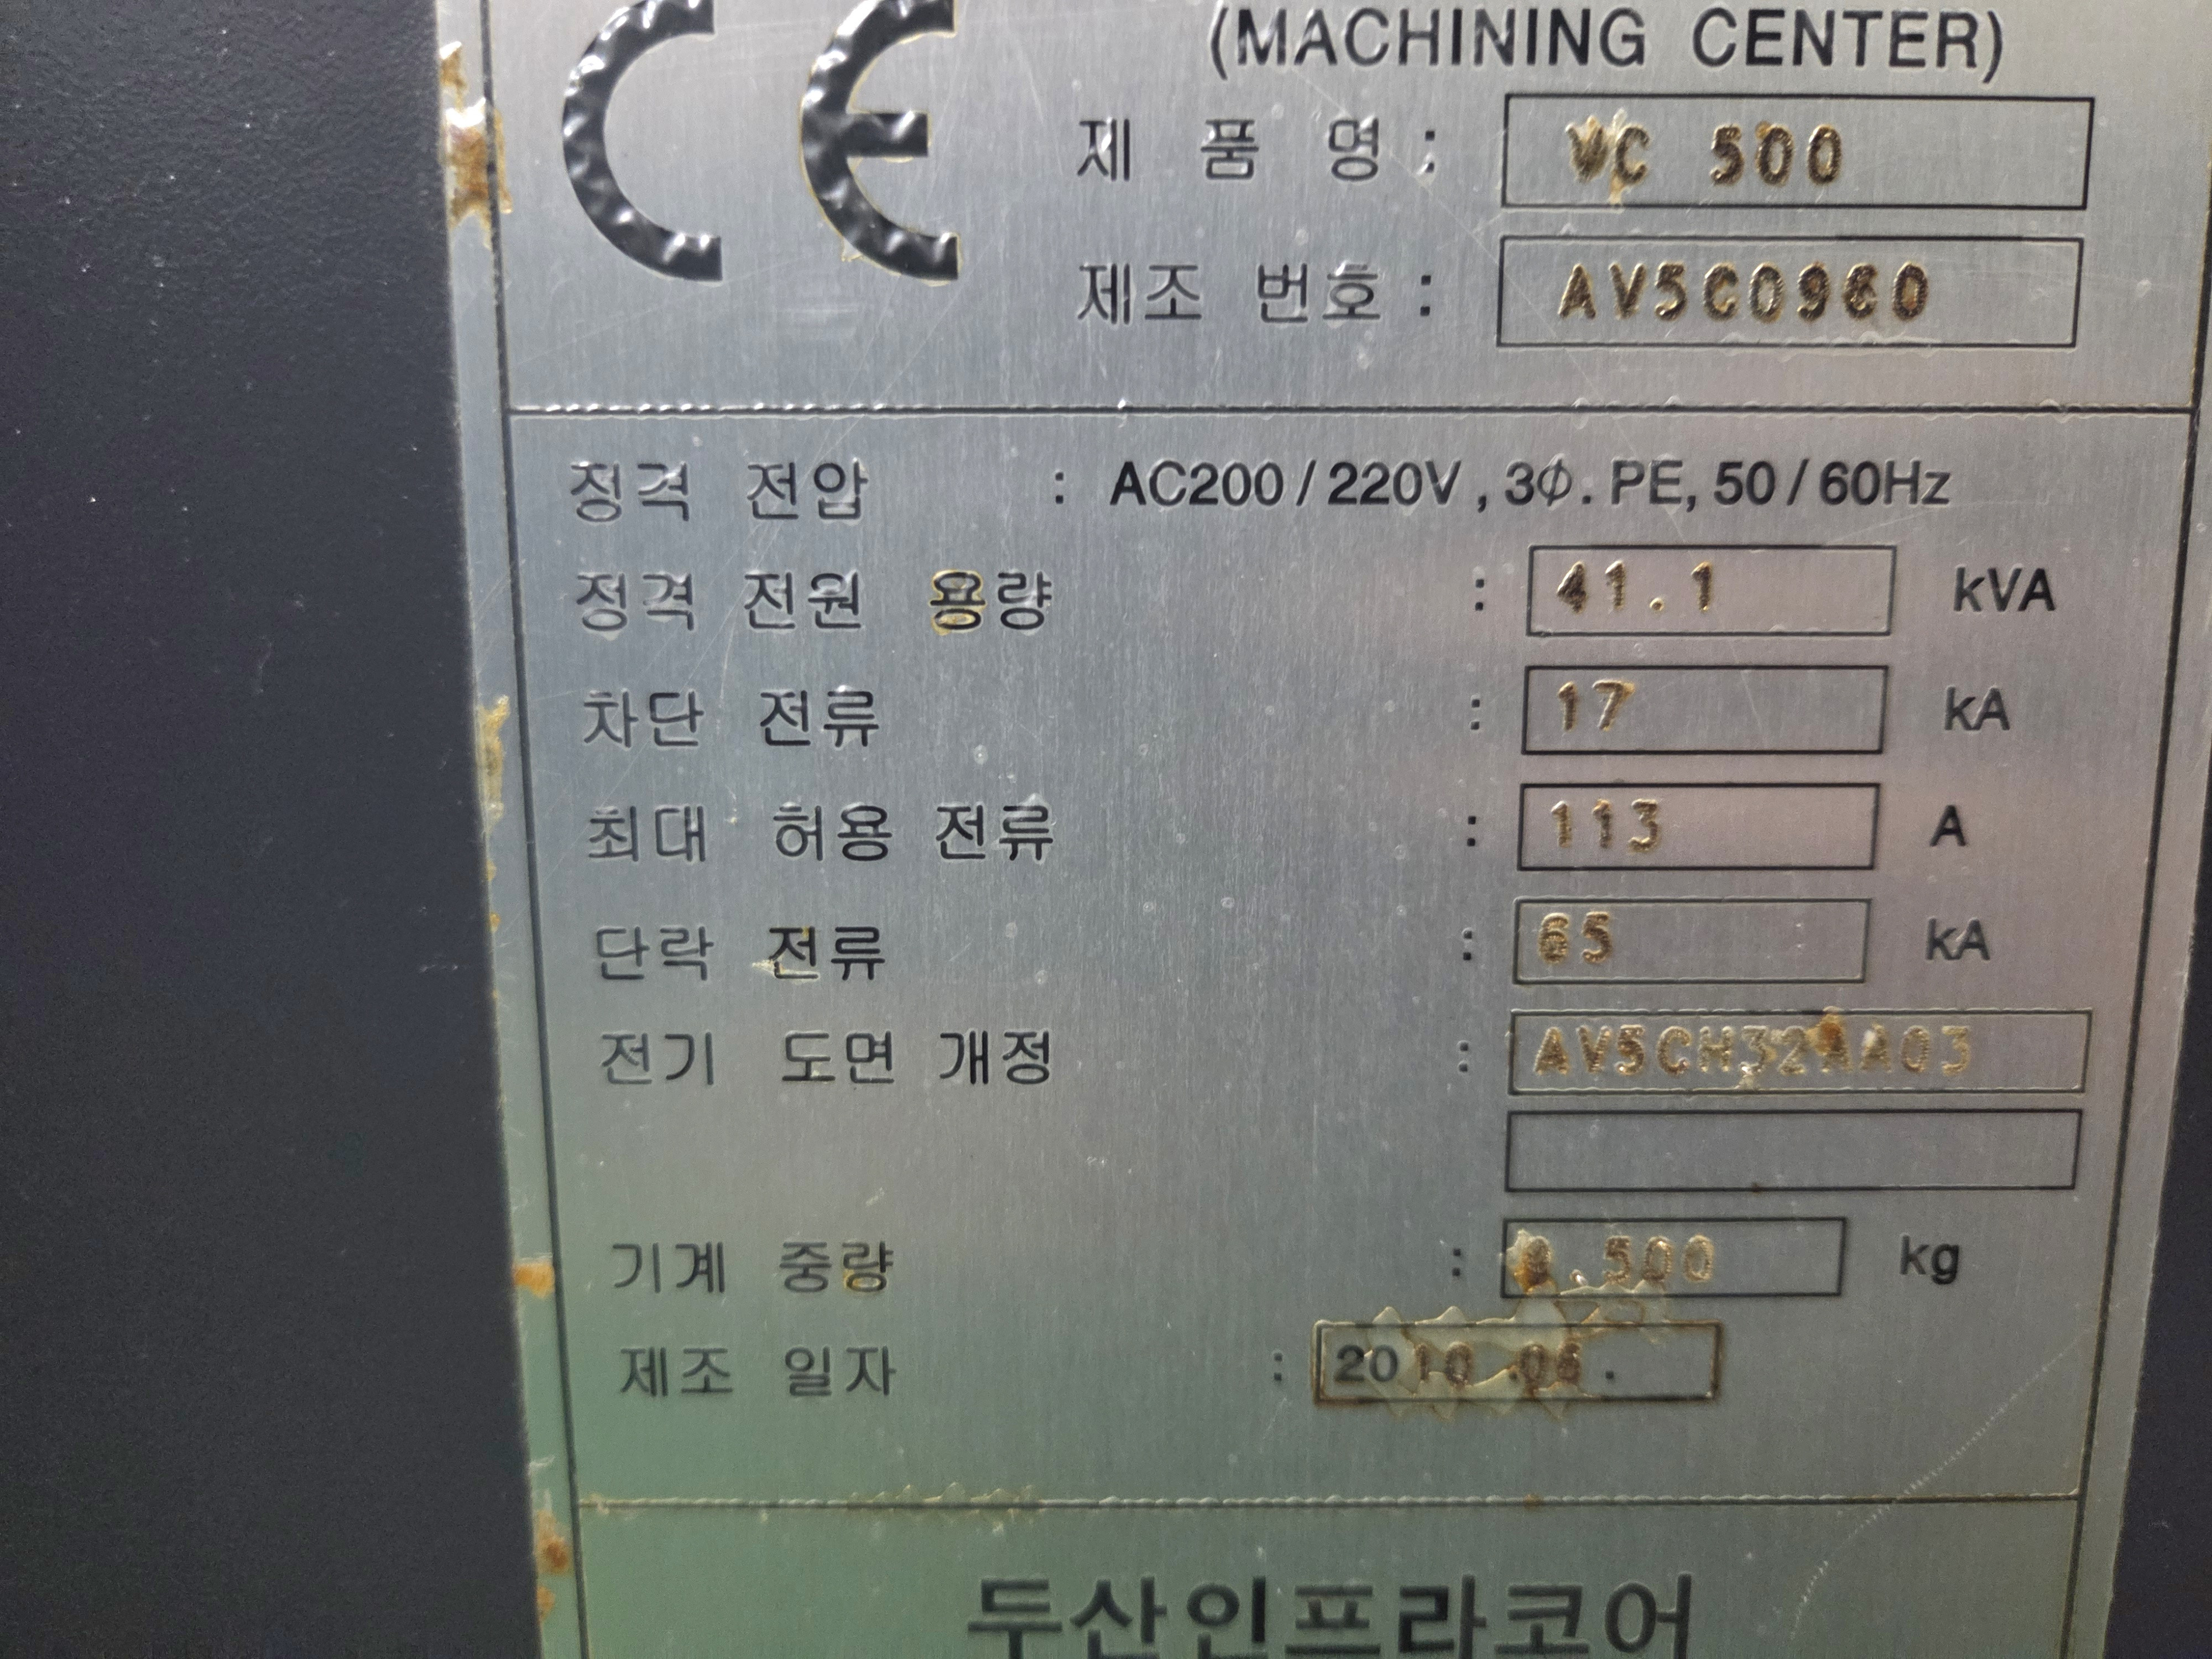 CE
(MACHINING CENTER)
제 품 명 : VC 500
제조 번호 :
정격 전압 : AC200/220V, 3Φ. PE, 50/60Hz
정격 전원 용량 : 41.1 kVA
차단 전류 : 17 kA
최대 허용 전류 : 113 A
단락 전류 : 65 kA
전기 도면 개정 : AV5CH32AA03
기계 중량 : kg
제조 일자 : 2010.06.
두산인프라코어